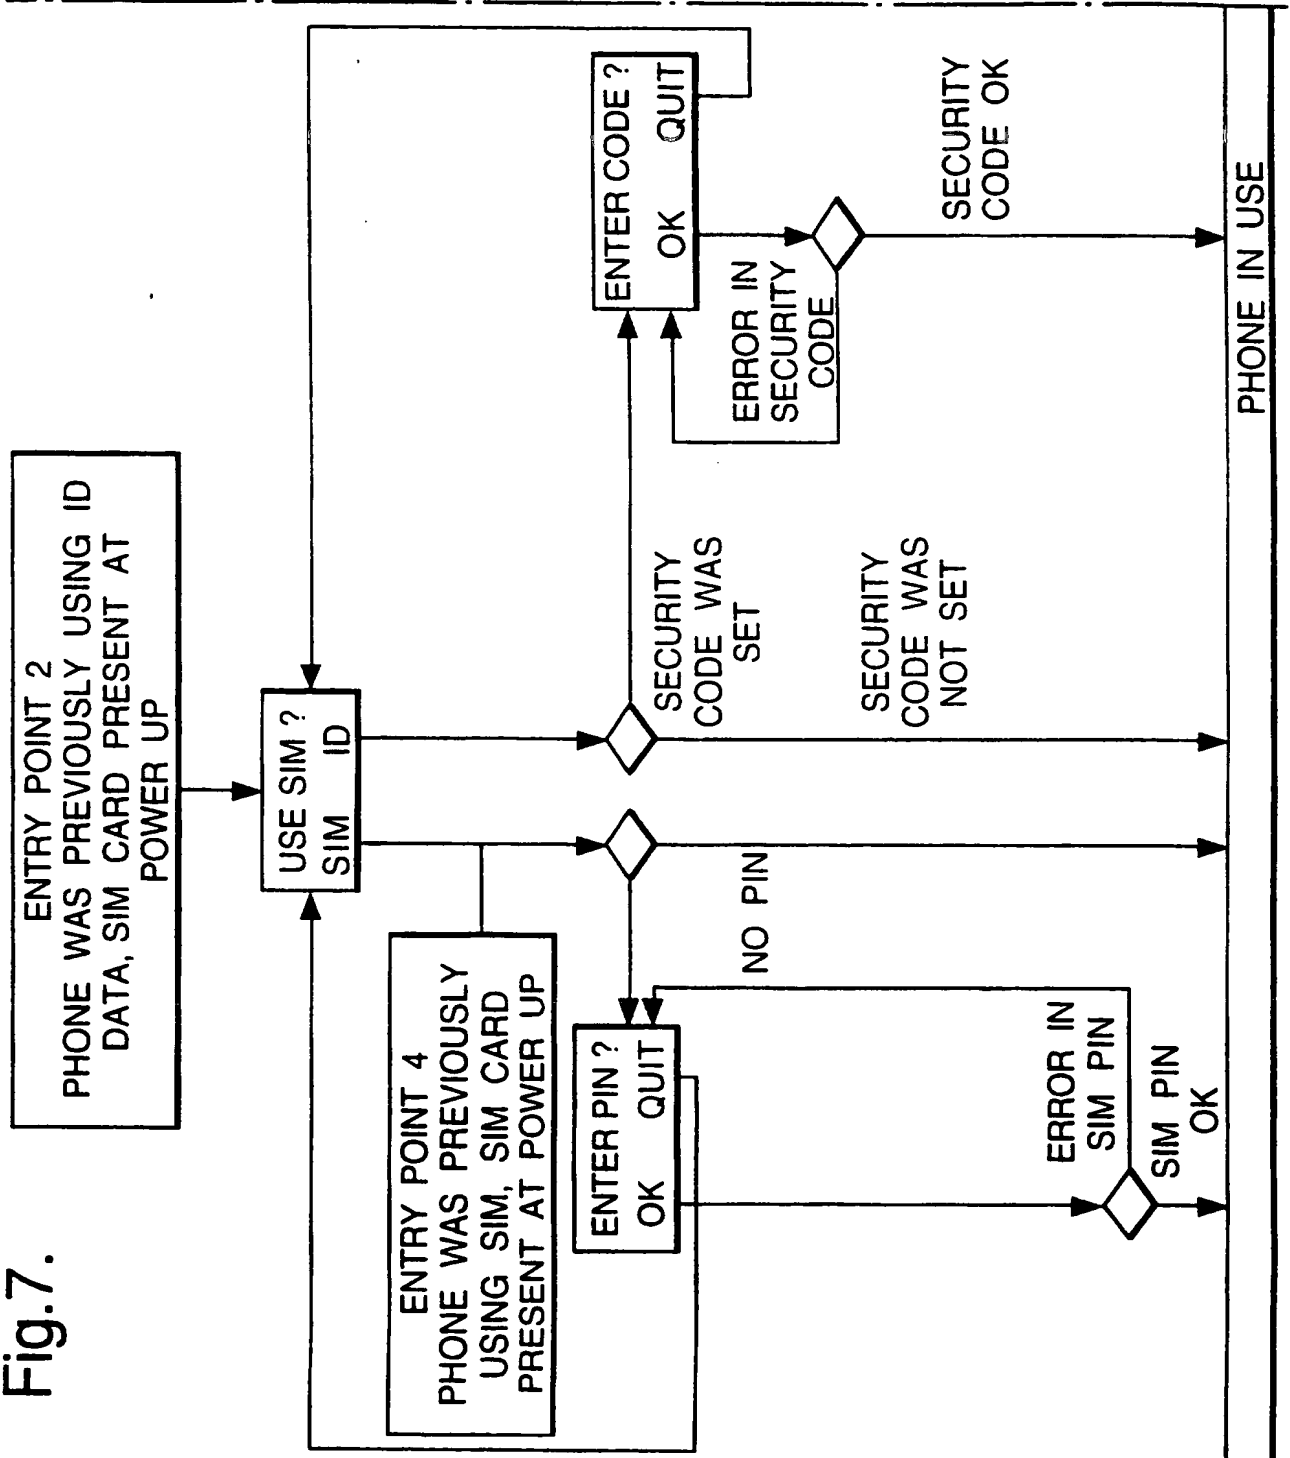 Fig.7.
ENTRY POINT 2
PHONE WAS PREVIOUSLY USING ID
DATA, SIM CARD PRESENT AT
POWER UP
USE SIM ?
SIM ID
ENTRY POINT 4
PHONE WAS PREVIOUSLY
USING SIM, SIM CARD
PRESENT AT POWER UP
ENTER PIN ?
OK QUIT
NO PIN
ERROR IN
SIM PIN
SIM PIN
OK
SECURITY
CODE WAS
SET
SECURITY
CODE WAS
NOT SET
ENTER CODE ?
OK QUIT
ERROR IN
SECURITY
CODE
SECURITY
CODE OK
PHONE IN USE